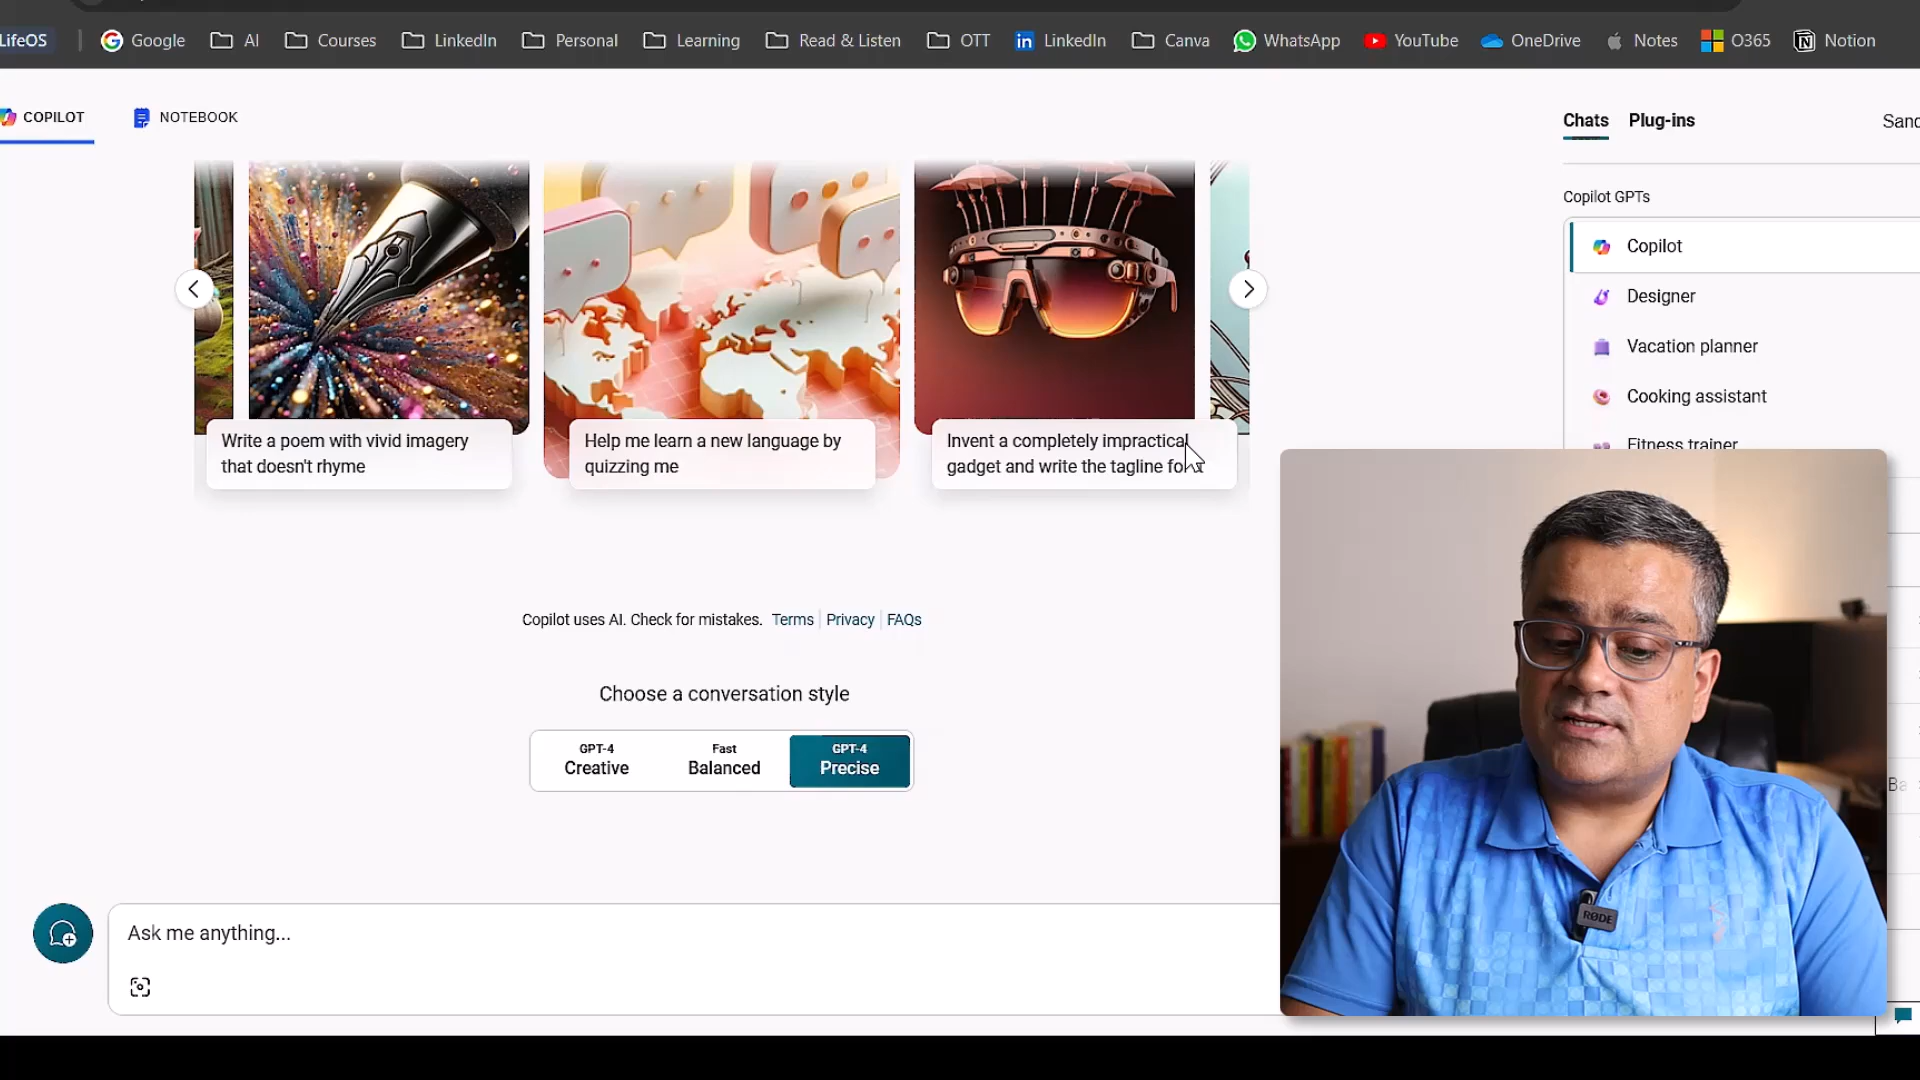 LifeOS
Google
AI
Courses
LinkedIn
Personal
Learning
Read & Listen
OTT
LinkedIn
Canva
WhatsApp
YouTube
OneDrive
Notes
O365
Notion
COPILOT
NOTEBOOK
Chats
Plug-ins
Copilot GPTs
Copilot
Designer
Vacation planner
Cooking assistant
Fitness trainer
Write a poem with vivid imagery
that doesn't rhyme
Help me learn a new language by
quizzing me
Invent a completely impractical
gadget and write the tagline for
Copilot uses AI. Check for mistakes. Terms Privacy FAQs
Choose a conversation style
GPT-4
Creative
Fast
Balanced
GPT-4
Precise
Ask me anything...
RØDE